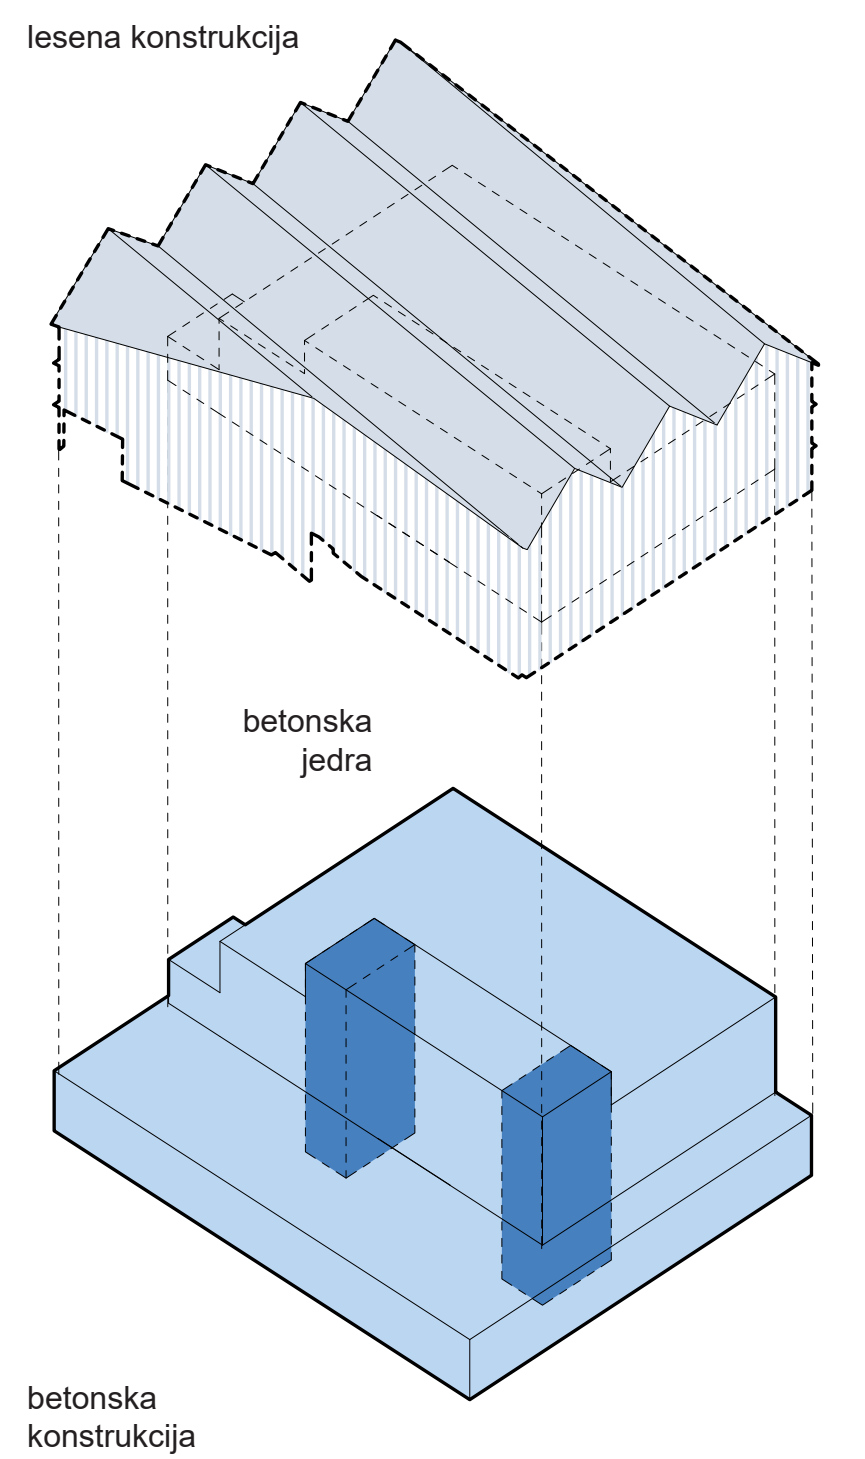 lesena konstrukcija
betonska
jedra
betonska
konstrukcija